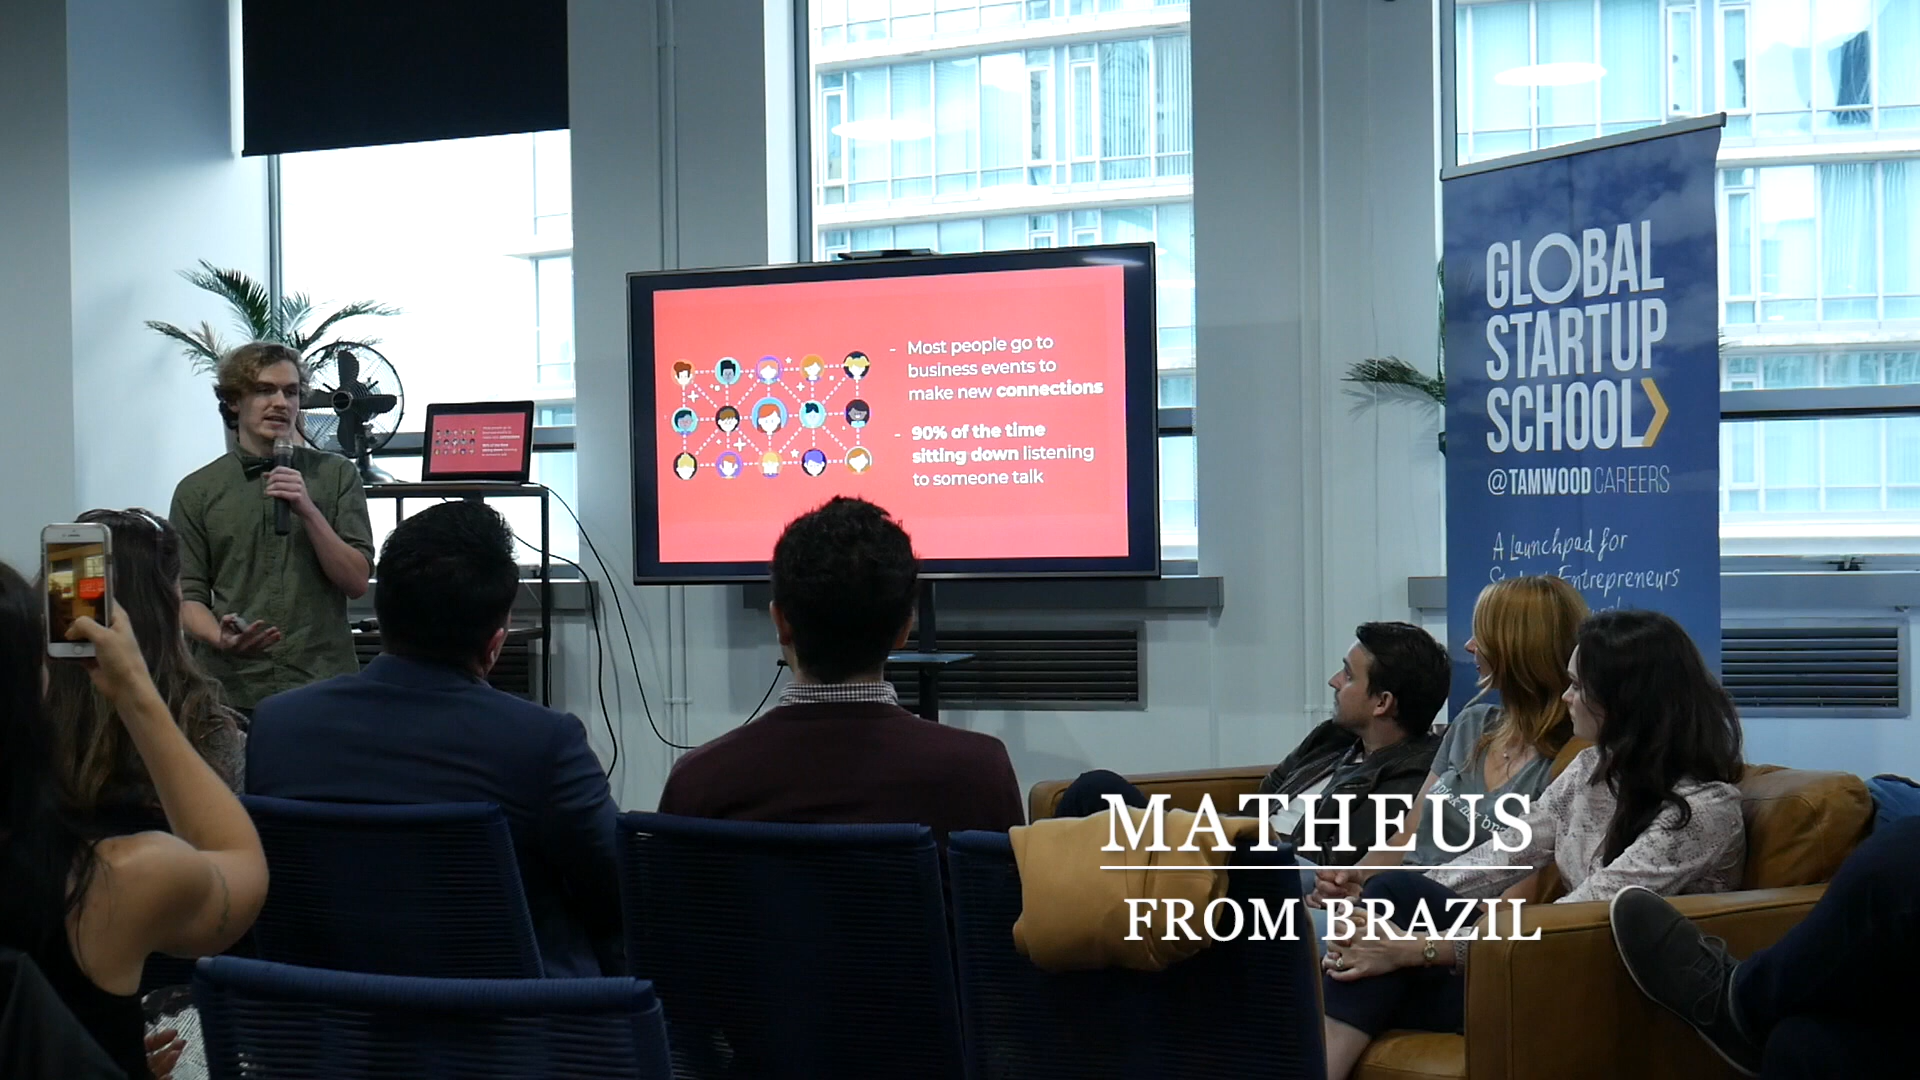 - Most people go to
business events to
make new connections
- 90% of the time
sitting down listening
to someone talk
GLOBAL
STARTUP
SCHOOL
@TAMWOOD CAREERS
A Launchpad for
Entrepreneurs
MATHEUS
FROM BRAZIL